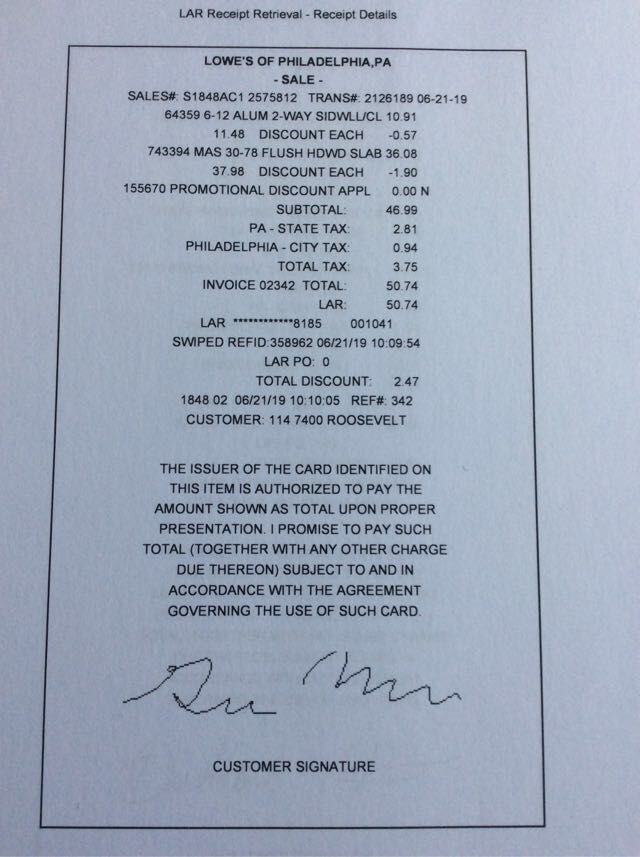 LAR Receipt Retrieval - Receipt Details
LOWE'S OF PHILADELPHIA,PA
- SALE -
SALES#: S1848AC1 2575812 TRANS#: 2126189 06-21-19
64359 6-12 ALUM 2-WAY SIDWLL/CL 10.91
11.48 DISCOUNT EACH -0.57
743394 MAS 30-78 FLUSH HDWD SLAB 36.08
37.98 DISCOUNT EACH -1.90
155670 PROMOTIONAL DISCOUNT APPL 0.00 N
SUBTOTAL: 46.99
PA - STATE TAX: 2.81
PHILADELPHIA - CITY TAX: 0.94
TOTAL TAX: 3.75
INVOICE 02342 TOTAL: 50.74
LAR: 50.74
LAR ************8185 001041
SWIPED REFID:358962 06/21/19 10:09:54
LAR PO: 0
TOTAL DISCOUNT: 2.47
1848 02 06/21/19 10:10:05 REF#: 342
CUSTOMER: 114 7400 ROOSEVELT
THE ISSUER OF THE CARD IDENTIFIED ON
THIS ITEM IS AUTHORIZED TO PAY THE
AMOUNT SHOWN AS TOTAL UPON PROPER
PRESENTATION. I PROMISE TO PAY SUCH
TOTAL (TOGETHER WITH ANY OTHER CHARGE
DUE THEREON) SUBJECT TO AND IN
ACCORDANCE WITH THE AGREEMENT
GOVERNING THE USE OF SUCH CARD.
CUSTOMER SIGNATURE